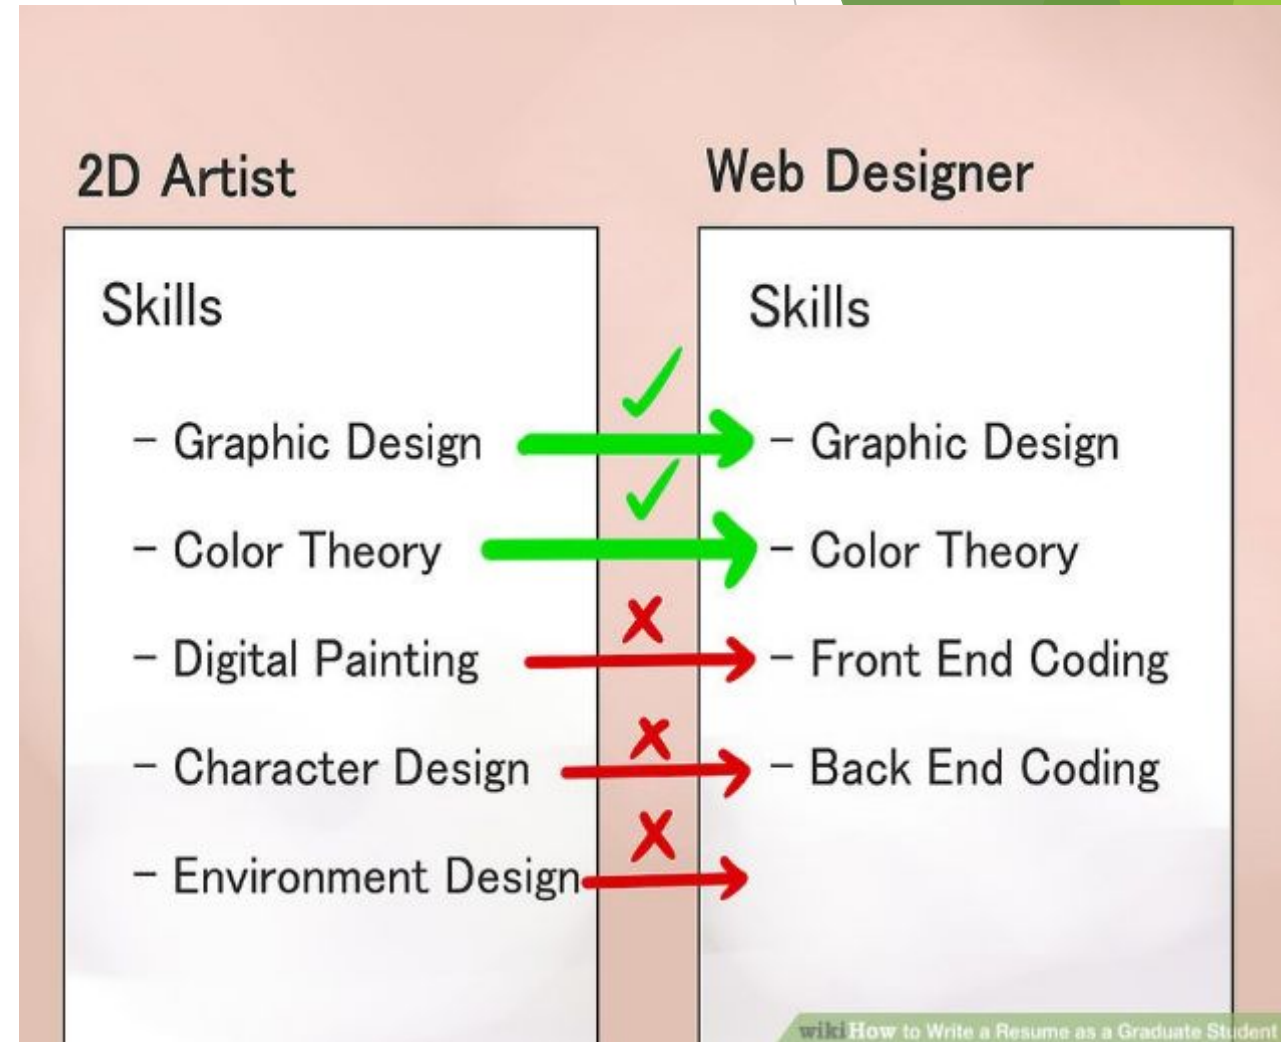 2D Artist
Skills
- Graphic Design
- Color Theory
- Digital Painting
- Character Design
- Environment Design
Web Designer
Skills
- Graphic Design
- Color Theory
- Front End Coding
- Back End Coding
wikiHow to Write a Resume as a Graduate Student